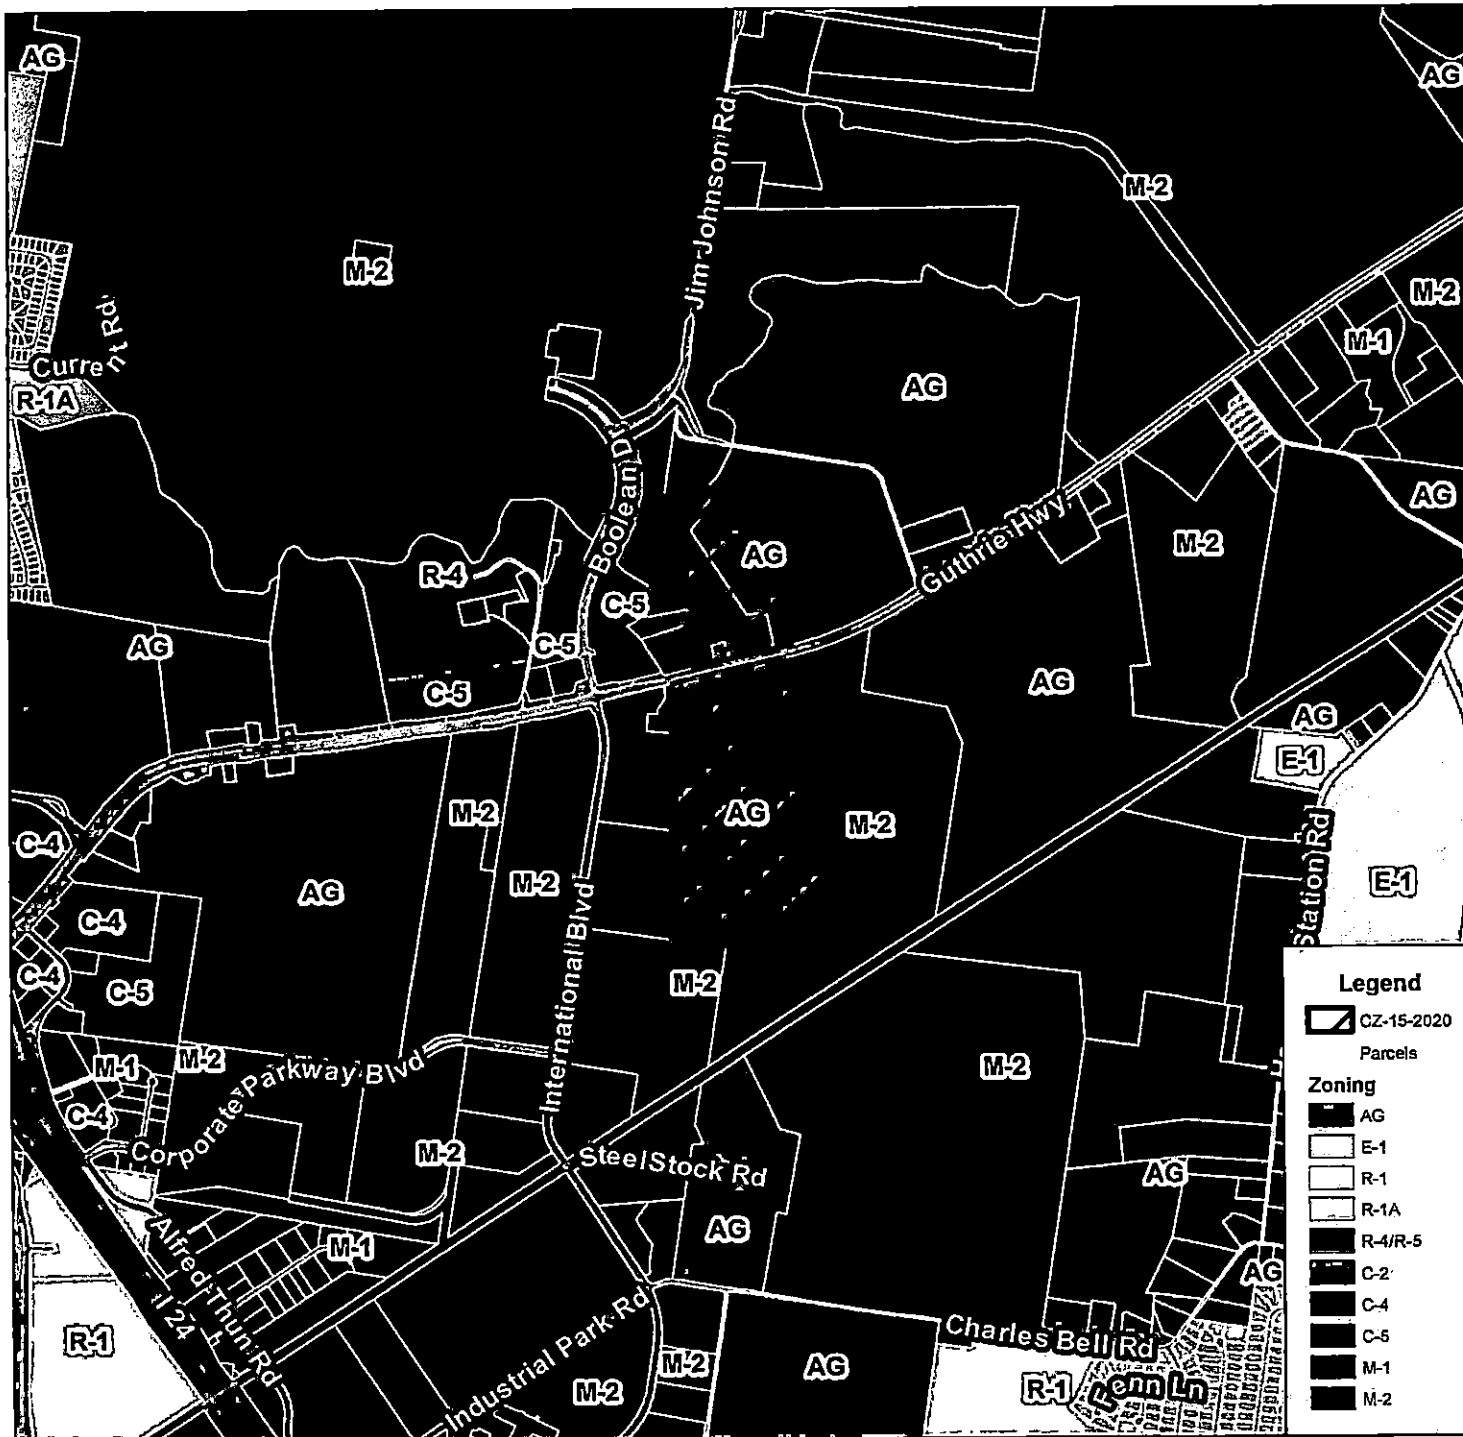 AG
AG
Jim Johnson Rd
M-2
M-2
M-2
M-1
Current Rd
R-1A
AG
Boolean Dr
AG
Guthrie Hwy
M-2
AG
R-4
C-5
AG
C-5
C-5
AG
AG
E-1
M-2
AG
M-2
C-4
Station Rd
M-2
AG
E-1
C-4
International Blvd
C-4
C-5
M-2
M-1
M-2
Corporate Parkway Blvd
M-2
C-4
M-2
Steel Stock Rd
AG
AG
Alfred Thun Rd
M-1
AG
I 24
R-1
Industrial Park Rd
Charles Bell Rd
M-2
AG
M-2
R-1
Penn Ln
Legend
CZ-15-2020
Parcels
Zoning
AG
E-1
R-1
R-1A
R-4/R-5
C-2
C-4
C-5
M-1
M-2